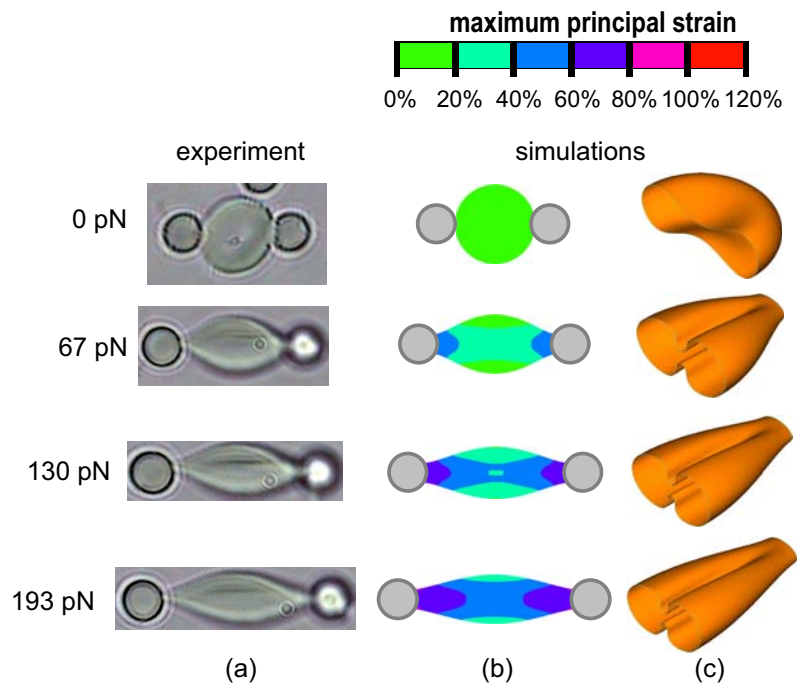 maximum principal strain
0% 20% 40% 60% 80% 100% 120%
experiment simulations
0 pN
67 pN
130 pN
193 pN
(a) (b) (c)